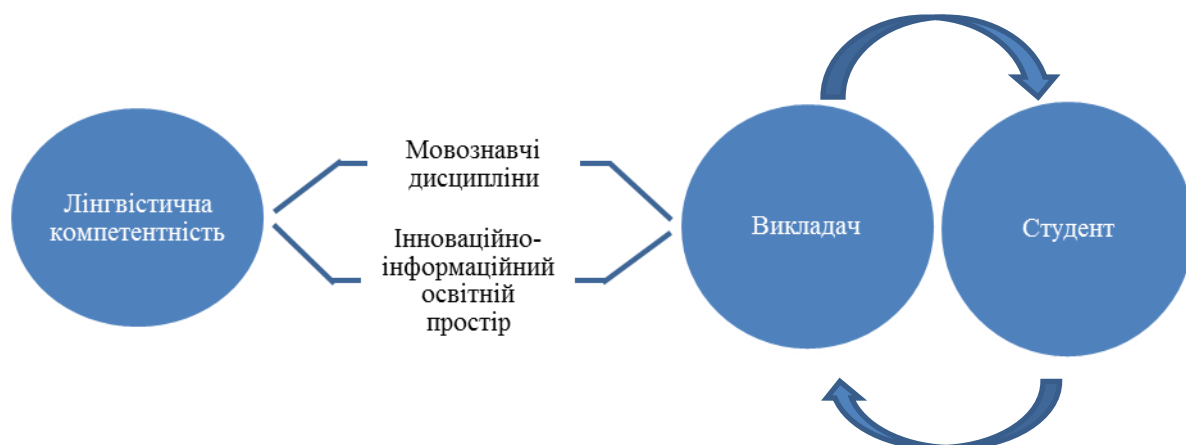 Лінгвістична
компетентність
Мовознавчі
дисципліни
Інноваційно-
інформаційний
освітній
простір
Викладач
Студент